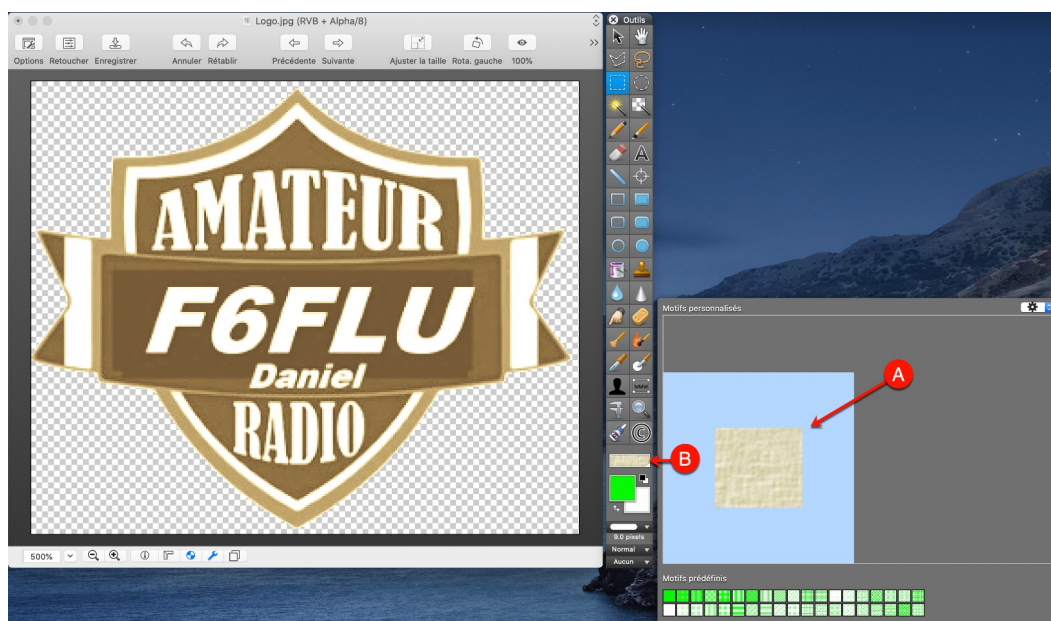 Logo.jpg (RVB + Alpha/8)
Outils
Options Retoucher Enregistrer Annuler Rétablir Précédente Suivante Ajuster la taille Rota. gauche 100%
AMATEUR
F6FLU
Daniel
RADIO
Motifs personnalisés
A
B
500%
9.0 pixels
Normal
Aucun
Motifs prédéfinis